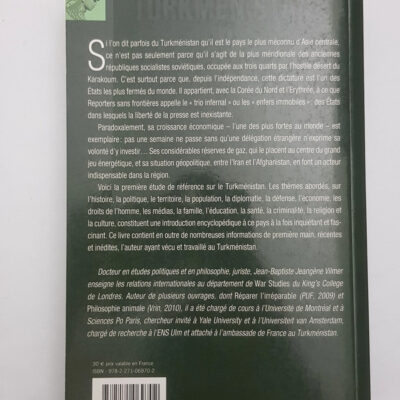 Si l'on dit parfois du Turkménistan qu'il est le pays le plus méconnu d'Asie centrale,
ce n'est pas seulement parce qu'il s'agit de la plus méridionale des anciennes
républiques socialistes soviétiques, occupée aux trois quarts par l'hostile désert du
Karakoum. C'est surtout parce que, depuis l'indépendance, cette dictature est l'un des
États les plus fermés du monde. Il appartient, avec la Corée du Nord et l'Érythrée, à ce que
Reporters sans frontières appelle le « trio infernal » ou les « enfers immobiles » : des États
dans lesquels la liberté de la presse est inexistante.
Paradoxalement, sa croissance économique – l'une des plus fortes au monde – est
exemplaire : pas une semaine ne passe sans qu'une délégation étrangère n'exprime sa
volonté d'y investir... Ses considérables réserves de gaz, qui le placent au centre du grand
jeu énergétique, et sa situation géopolitique, entre l'Iran et l'Afghanistan, en font un acteur
indispensable dans la région.
Voici la première étude de référence sur le Turkménistan. Les thèmes abordés, sur
l'histoire, la politique, le territoire, la population, la diplomatie, la défense, l'économie, les
droits de l'homme, les médias, la famille, l'éducation, la santé, la criminalité, la religion et
la culture, constituent une introduction encyclopédique à ce pays à la fois inquiétant et fas-
cinant. Ce livre contient en outre de nombreuses informations de première main, récentes
et inédites, l'auteur ayant vécu et travaillé au Turkménistan.
Docteur en études politiques et en philosophie, juriste, Jean-Baptiste Jeangène Vilmer
enseigne les relations internationales au département de War Studies du King's College
de Londres. Auteur de plusieurs ouvrages, dont Réparer l'irréparable (PUF, 2009) et
Philosophie animale (Vrin, 2010), il a été chargé de cours à l'Université de Montréal et à
Sciences Po Paris, chercheur invité à Yale University et à l'Universiteit van Amsterdam,
chargé de recherche à l'ENS Ulm et attaché à l'ambassade de France au Turkménistan.
30 € prix valable en France
ISBN : 978-2-271-06970-2